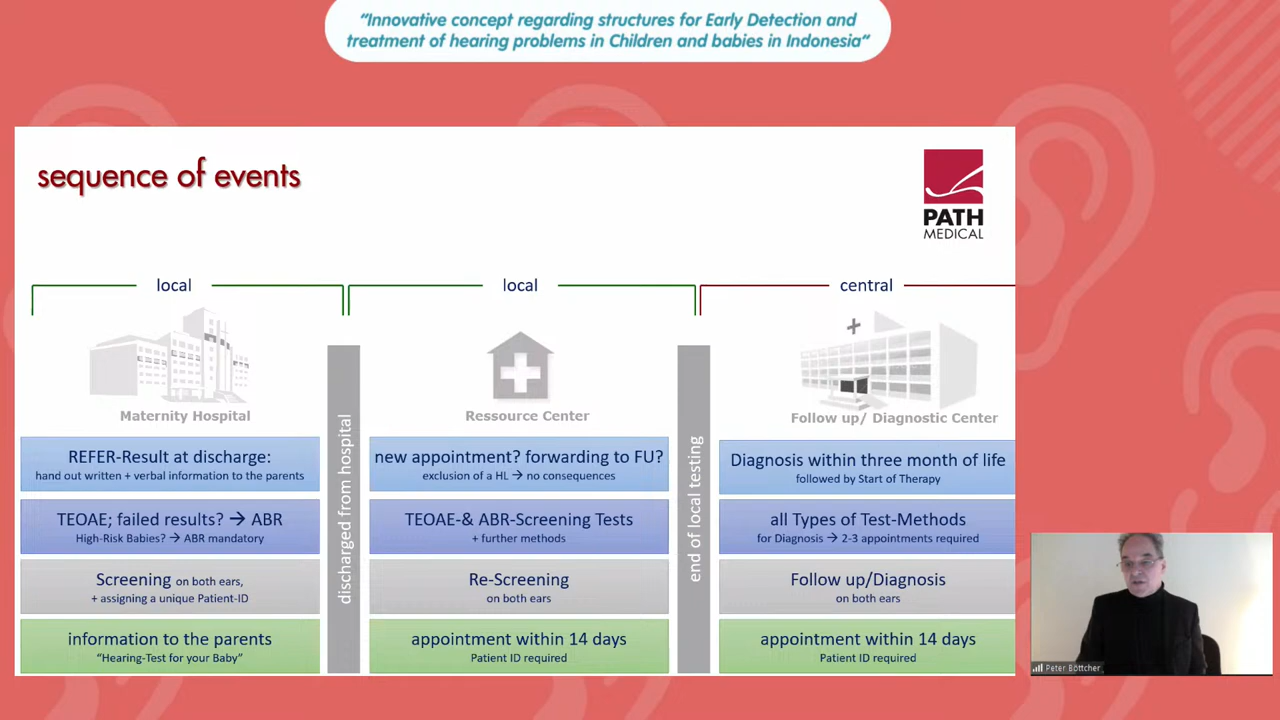 “Innovative concept regarding structures for Early Detection and
treatment of hearing problems in Children and babies in Indonesia“
sequence of events
PATH
MEDICAL
local
local
central
Maternity Hospital
Ressource Center
Follow up/ Diagnostic Center
REFER-Result at discharge:
hand out written + verbal information to the parents
TEOAE; failed results? → ABR
High-Risk Babies? → ABR mandatory
Screening on both ears,
+ assigning a unique Patient-ID
information to the parents
“Hearing-Test for your Baby”
discharged from hospital
new appointment? forwarding to FU?
exclusion of a HL → no consequences
TEOAE-& ABR-Screening Tests
+ further methods
Re-Screening
on both ears
appointment within 14 days
Patient ID required
end of local testing
Diagnosis within three month of life
followed by Start of Therapy
all Types of Test-Methods
for Diagnosis → 2-3 appointments required
Follow up/Diagnosis
on both ears
appointment within 14 days
Patient ID required
Peter Böttcher